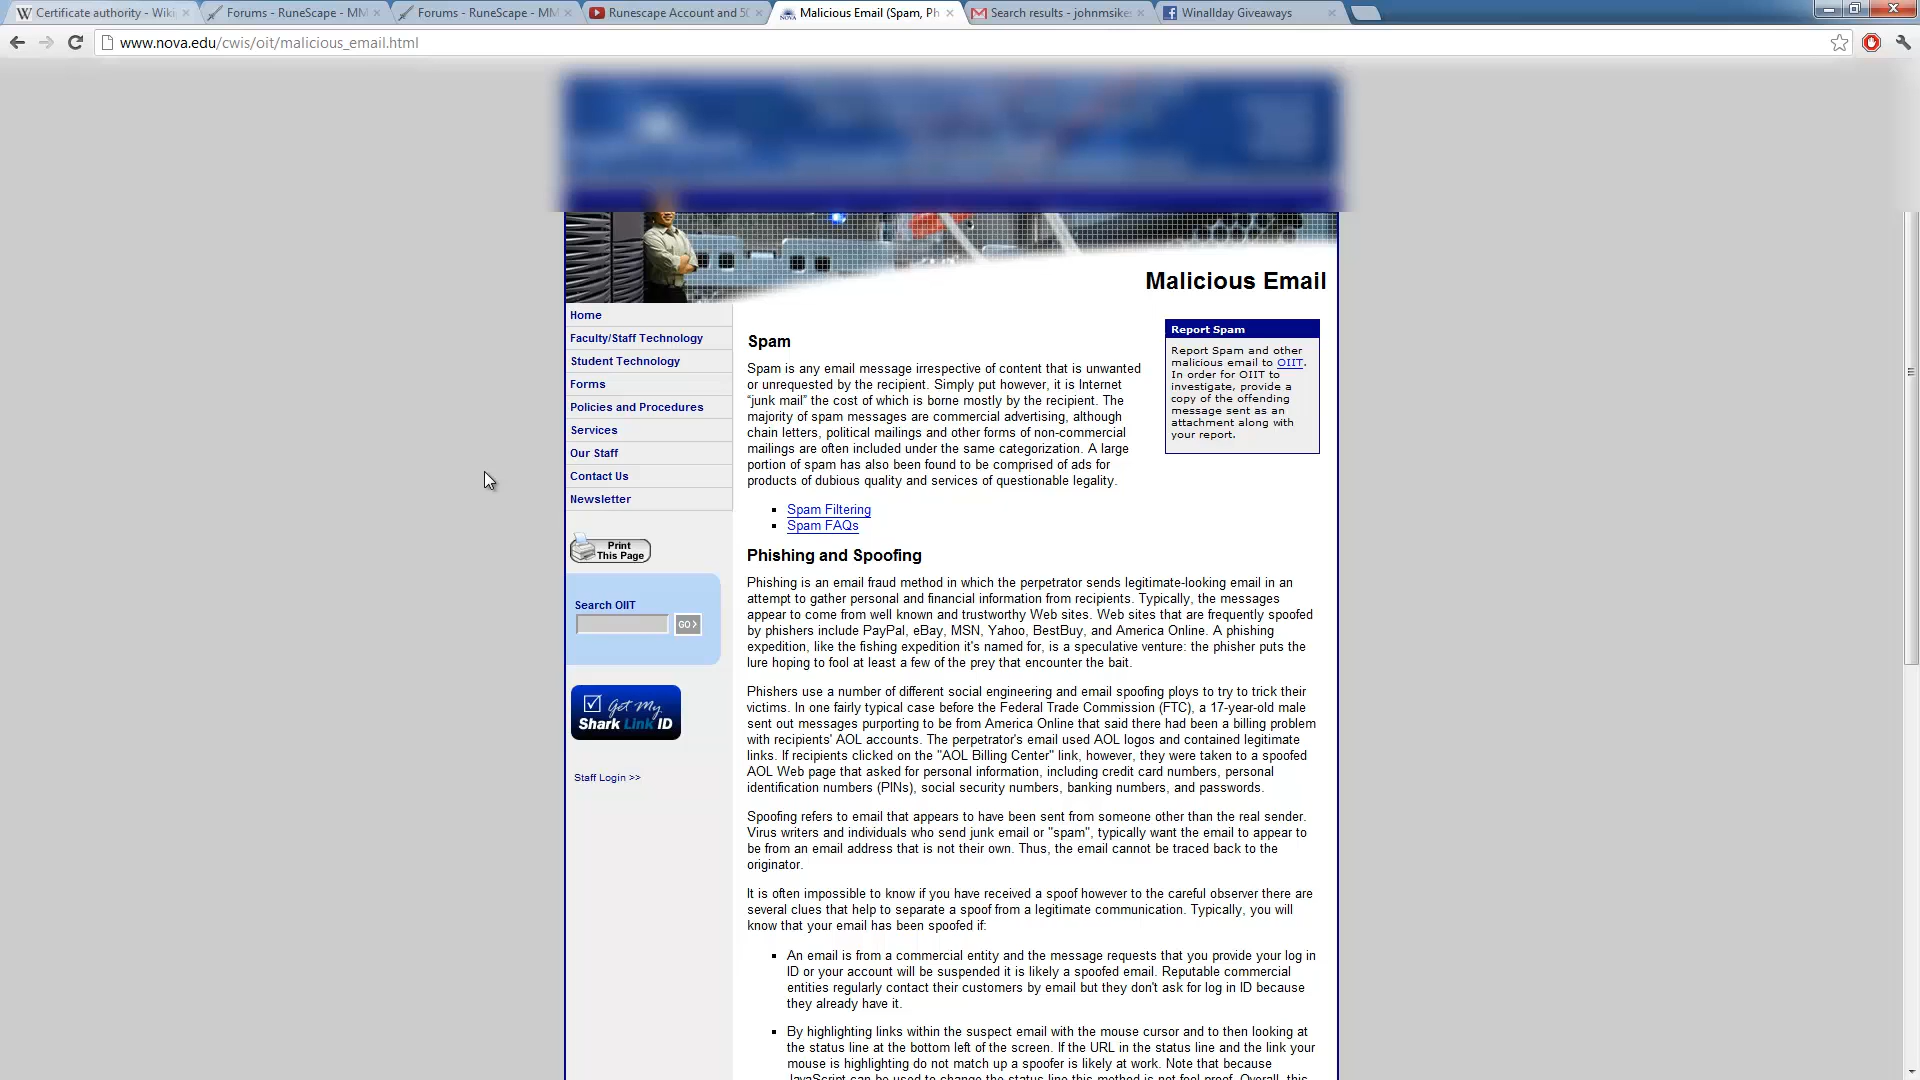 Certificate authority - Wiki
Forums - RuneScape - MM
Forums - RuneScape - MM
Runescape Account and 50
Malicious Email (Spam, Ph
Search results - johnmsike
Winallday Giveaways
www.nova.edu/cwis/oit/malicious_email.html
Malicious Email
Home
Faculty/Staff Technology
Student Technology
Forms
Policies and Procedures
Services
Our Staff
Contact Us
Newsletter
Print
This Page
Search OIIT
GO >
Get My
Shark Link ID
Staff Login >>
Spam
Spam is any email message irrespective of content that is unwanted
or unrequested by the recipient. Simply put however, it is Internet
“junk mail” the cost of which is borne mostly by the recipient. The
majority of spam messages are commercial advertising, although
chain letters, political mailings and other forms of non-commercial
mailings are often included under the same categorization. A large
portion of spam has also been found to be comprised of ads for
products of dubious quality and services of questionable legality.
Spam Filtering
Spam FAQs
Report Spam
Report Spam and other
malicious email to OIIT.
In order for OIIT to
investigate, provide a
copy of the offending
message sent as an
attachment along with
your report.
Phishing and Spoofing
Phishing is an email fraud method in which the perpetrator sends legitimate-looking email in an
attempt to gather personal and financial information from recipients. Typically, the messages
appear to come from well known and trustworthy Web sites. Web sites that are frequently spoofed
by phishers include PayPal, eBay, MSN, Yahoo, BestBuy, and America Online. A phishing
expedition, like the fishing expedition it's named for, is a speculative venture: the phisher puts the
lure hoping to fool at least a few of the prey that encounter the bait.
Phishers use a number of different social engineering and email spoofing ploys to try to trick their
victims. In one fairly typical case before the Federal Trade Commission (FTC), a 17-year-old male
sent out messages purporting to be from America Online that said there had been a billing problem
with recipients' AOL accounts. The perpetrator's email used AOL logos and contained legitimate
links. If recipients clicked on the "AOL Billing Center" link, however, they were taken to a spoofed
AOL Web page that asked for personal information, including credit card numbers, personal
identification numbers (PINs), social security numbers, banking numbers, and passwords.
Spoofing refers to email that appears to have been sent from someone other than the real sender.
Virus writers and individuals who send junk email or "spam", typically want the email to appear to
be from an email address that is not their own. Thus, the email cannot be traced back to the
originator.
It is often impossible to know if you have received a spoof however to the careful observer there are
several clues that help to separate a spoof from a legitimate communication. Typically, you will
know that your email has been spoofed if:
An email is from a commercial entity and the message requests that you provide your log in
ID or your account will be suspended it is likely a spoofed email. Reputable commercial
entities regularly contact their customers by email but they don't ask for log in ID because
they already have it.
By highlighting links within the suspect email with the mouse cursor and to then looking at
the status line at the bottom left of the screen. If the URL in the status line and the link your
mouse is highlighting do not match up a spoofer is likely at work. Note that because
JavaScript can be used to change the status line this method is not fool proof. Overall, this